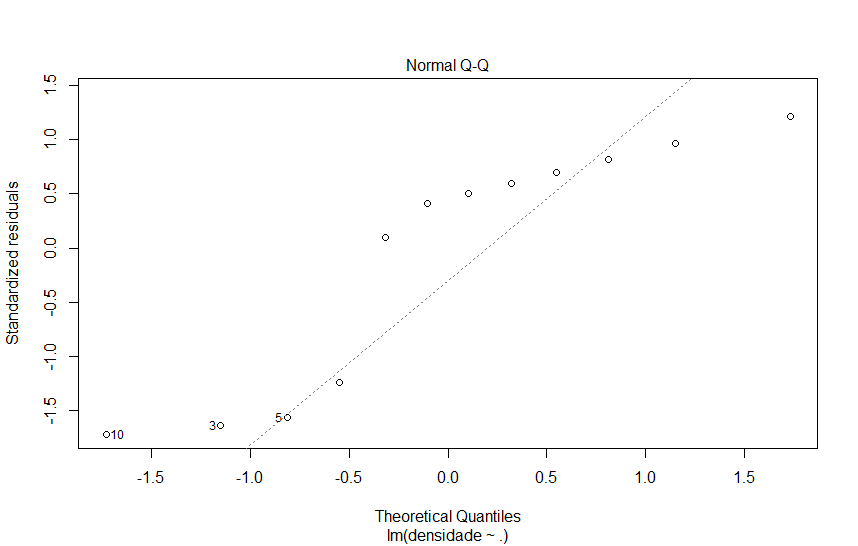 Normal Q-Q
Standardized residuals
1.5
1.0
0.5
0.0
-0.5
-1.0
-1.5
10
3
5
-1.5 -1.0 -0.5 0.0 0.5 1.0 1.5
Theoretical Quantiles
lm(densidade ~ .)